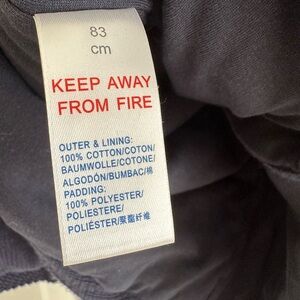 83
cm
KEEP AWAY
FROM FIRE
OUTER & LINING:
100% COTTON/COTON/
BAUMWOLLE/COTONE/
ALGODÓN/BUMBAC/棉
PADDING:
100% POLYESTER/
POLIESTERE/
POLIESTER/聚酯纤维